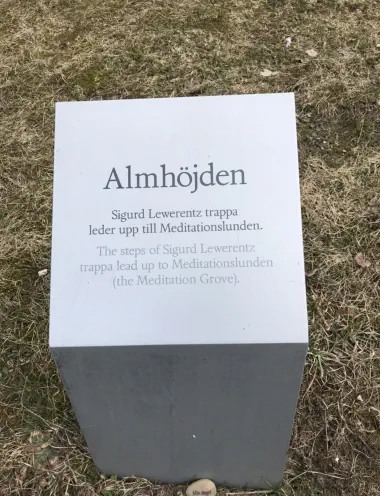 Almhöjden
Sigurd Lewerentz trappa
leder upp till Meditationslunden.
The steps of Sigurd Lewerentz
trappa lead up to Meditationslunden
(the Meditation Grove).